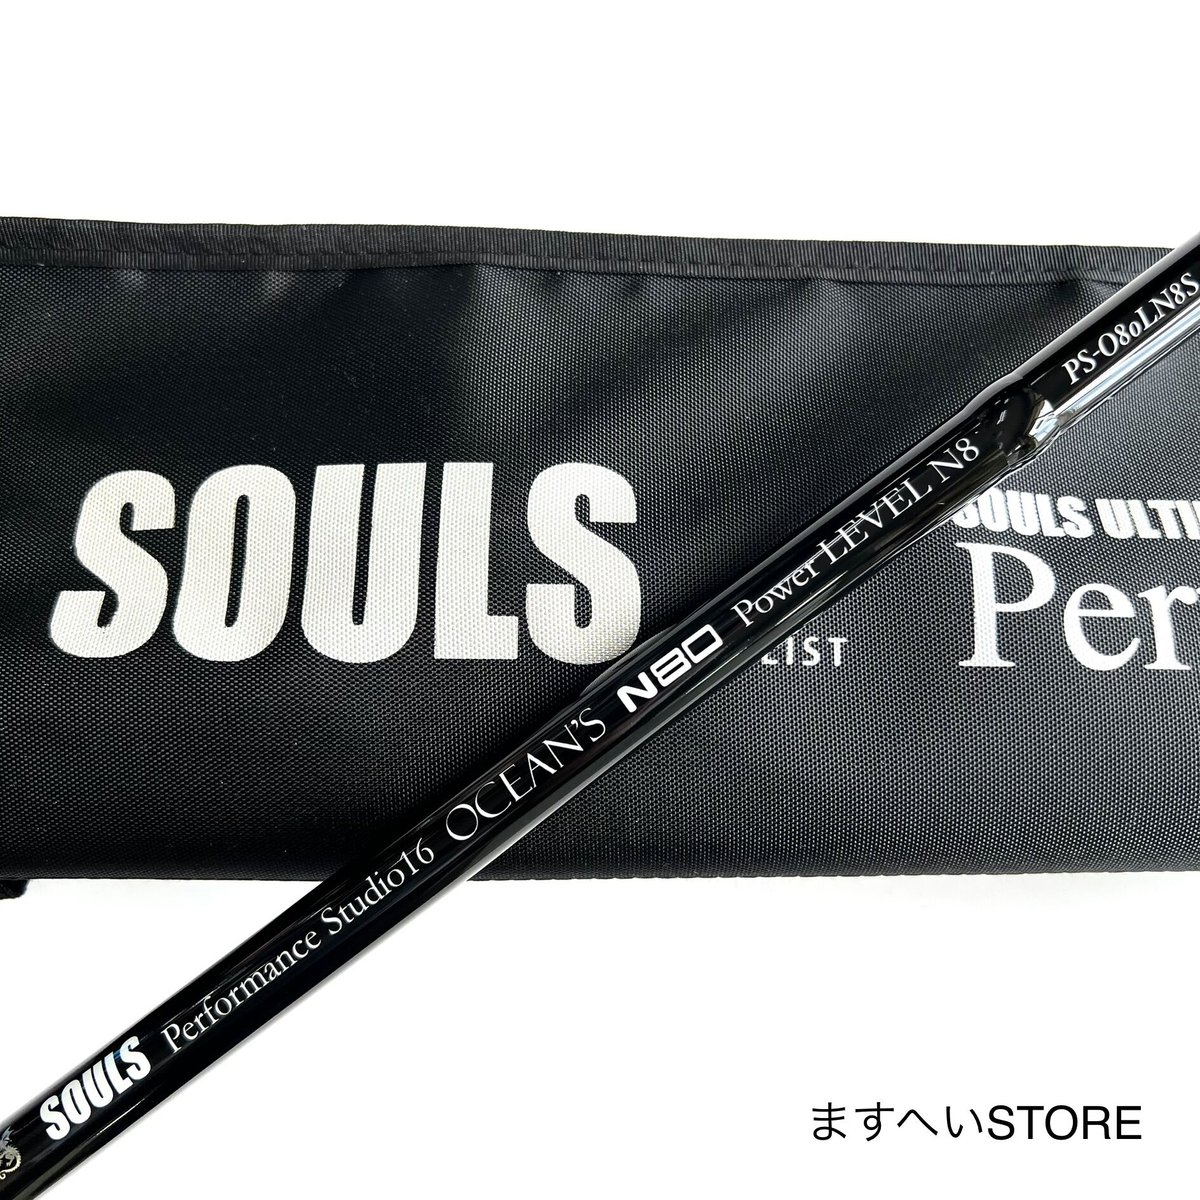 SOULS
LIST
SOULS ULTI
Per
SOULS Performance Studio16 OCEAN'S N80 Power LEVEL N8
PS-O80LN8S
ますへいSTORE